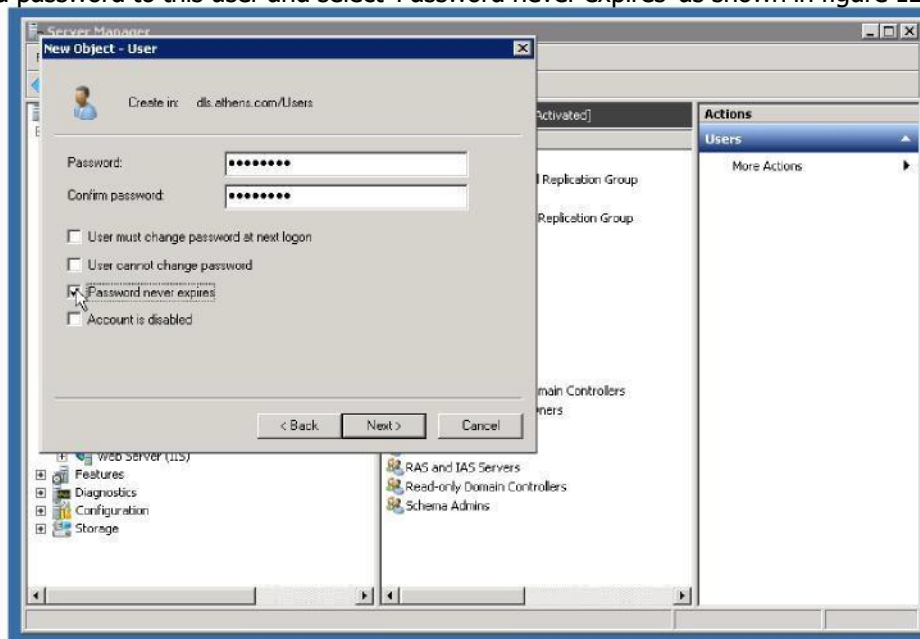 password to this user and select 'Password never expires' as shown in figure
Server Manager
New Object - User
Create in: dls.athens.com/Users
Password:
Confirm password:
User must change password at next logon
User cannot change password
Password never expires
Account is disabled
< Back
Next >
Cancel
Activated]
Replication Group
Replication Group
main Controllers
Web Server (IIS)
Features
Diagnostics
Configuration
Storage
RAS and IAS Servers
Read-only Domain Controllers
Schema Admins
Actions
Users
More Actions